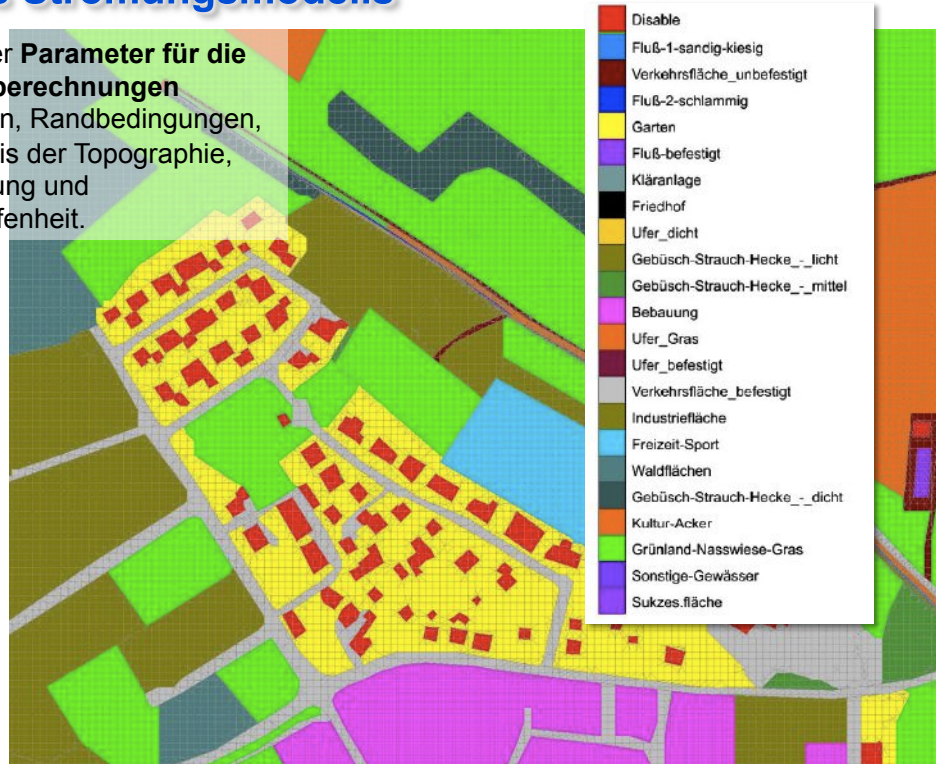 Strömungsmodells
er Parameter für die
berechnungen
n, Randbedingungen,
is der Topographie,
ung und
fenheit.
Disable
Fluß-1-sandig-kiesig
Verkehrsfläche_unbefestigt
Fluß-2-schlammig
Garten
Fluß-befestigt
Kläranlage
Friedhof
Ufer_dicht
Gebüsch-Strauch-Hecke_-_licht
Gebüsch-Strauch-Hecke_-_mittel
Bebauung
Ufer_Gras
Ufer_befestigt
Verkehrsfläche_befestigt
Industriefläche
Freizeit-Sport
Waldflächen
Gebüsch-Strauch-Hecke_-_dicht
Kultur-Acker
Grünland-Nasswiese-Gras
Sonstige-Gewässer
Sukzes.fläche